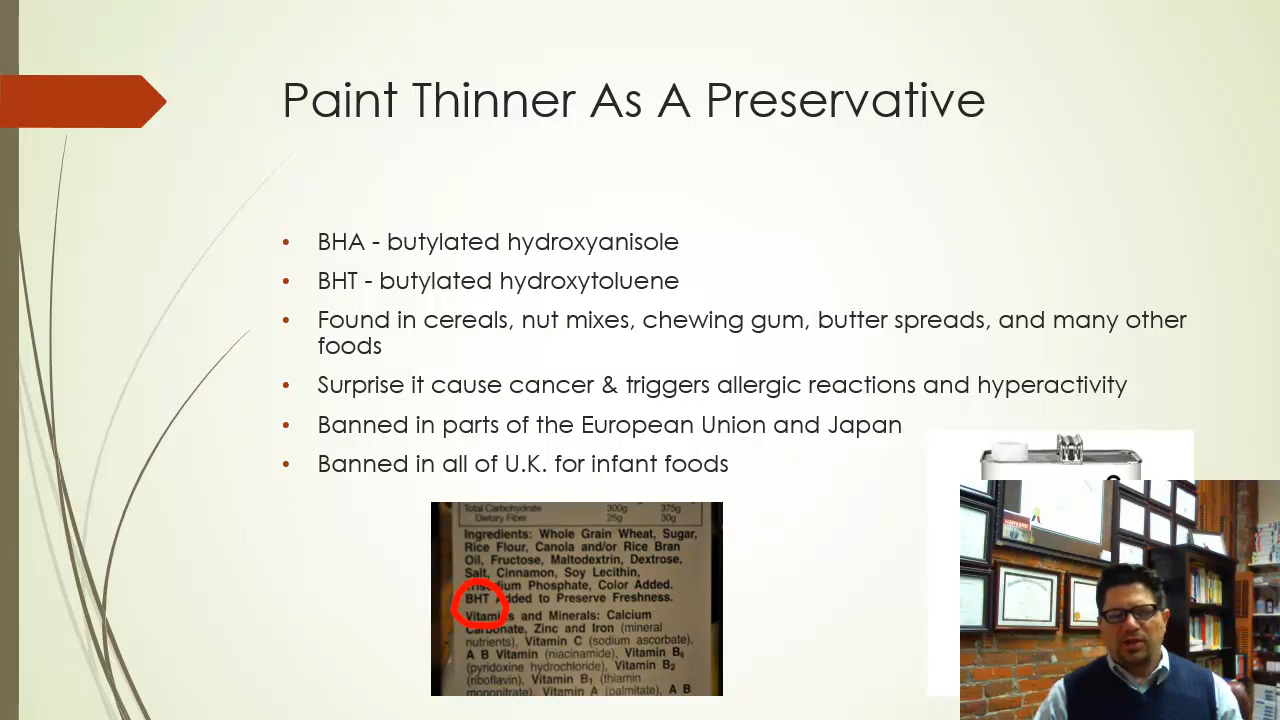 Paint Thinner As A Preservative
• BHA - butylated hydroxyanisole
• BHT - butylated hydroxytoluene
• Found in cereals, nut mixes, chewing gum, butter spreads, and many other
foods
• Surprise it cause cancer & triggers allergic reactions and hyperactivity
• Banned in parts of the European Union and Japan
• Banned in all of U.K. for infant foods
Total Carbohydrate 300g 375g
Dietary Fiber 25g 30g
Ingredients: Whole Grain Wheat, Sugar,
Rice Flour, Canola and/or Rice Bran
Oil, Fructose, Maltodextrin, Dextrose,
Salt, Cinnamon, Soy Lecithin,
Trisodium Phosphate, Color Added.
BHT Added to Preserve Freshness.
Vitamins and Minerals: Calcium
Carbonate, Zinc and Iron (mineral
nutrients), Vitamin C (sodium ascorbate),
A B Vitamin (niacinamide), Vitamin B6
(pyridoxine hydrochloride), Vitamin B2
(riboflavin), Vitamin B1 (thiamin
mononitrate), Vitamin A (palmitate), A B
HARVARD